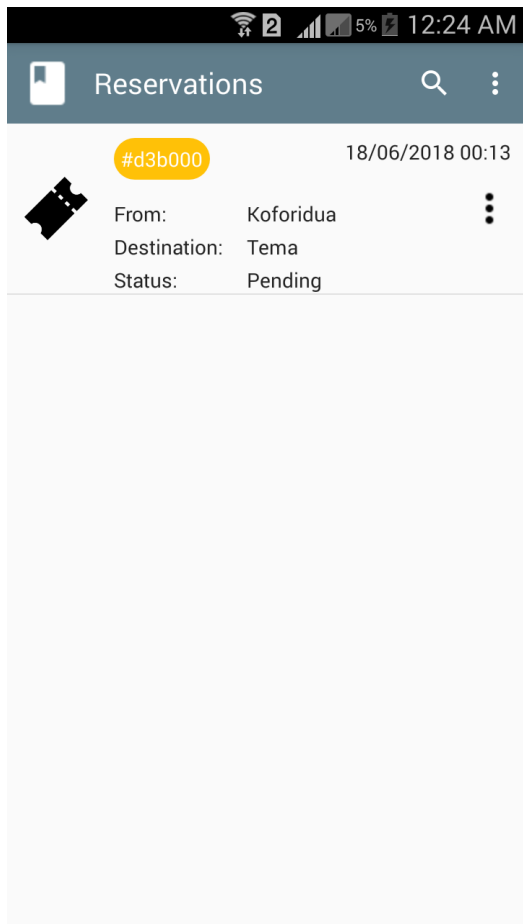 2 5% 12:24 AM
Reservations
#d3b000 18/06/2018 00:13
From: Koforidua
Destination: Tema
Status: Pending